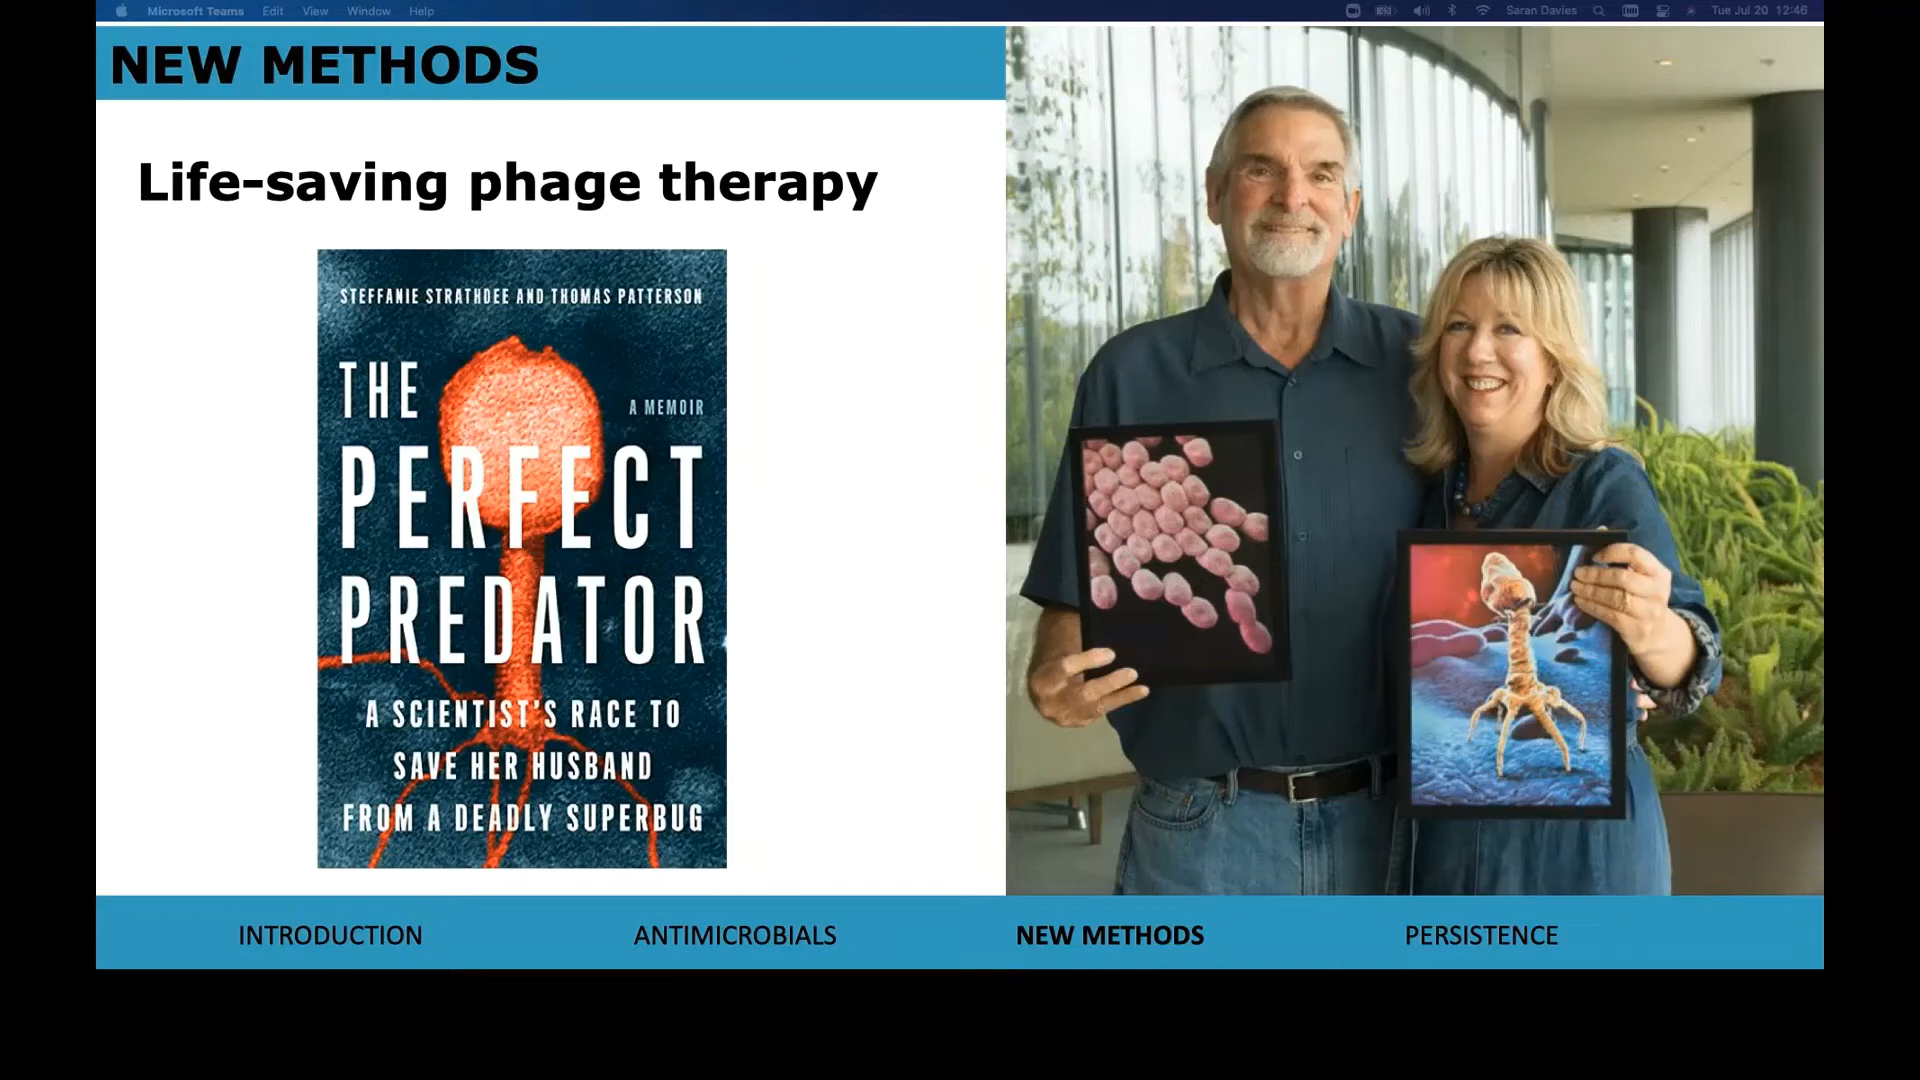 Microsoft Teams Edit View Window Help Saran Davies Tue Jul 20 12:46
NEW METHODS
Life-saving phage therapy
STEFFANIE STRATHDEE AND THOMAS PATTERSON
THE
A MEMOIR
PERFECT
PREDATOR
A SCIENTIST'S RACE TO
SAVE HER HUSBAND
FROM A DEADLY SUPERBUG
INTRODUCTION ANTIMICROBIALS NEW METHODS PERSISTENCE